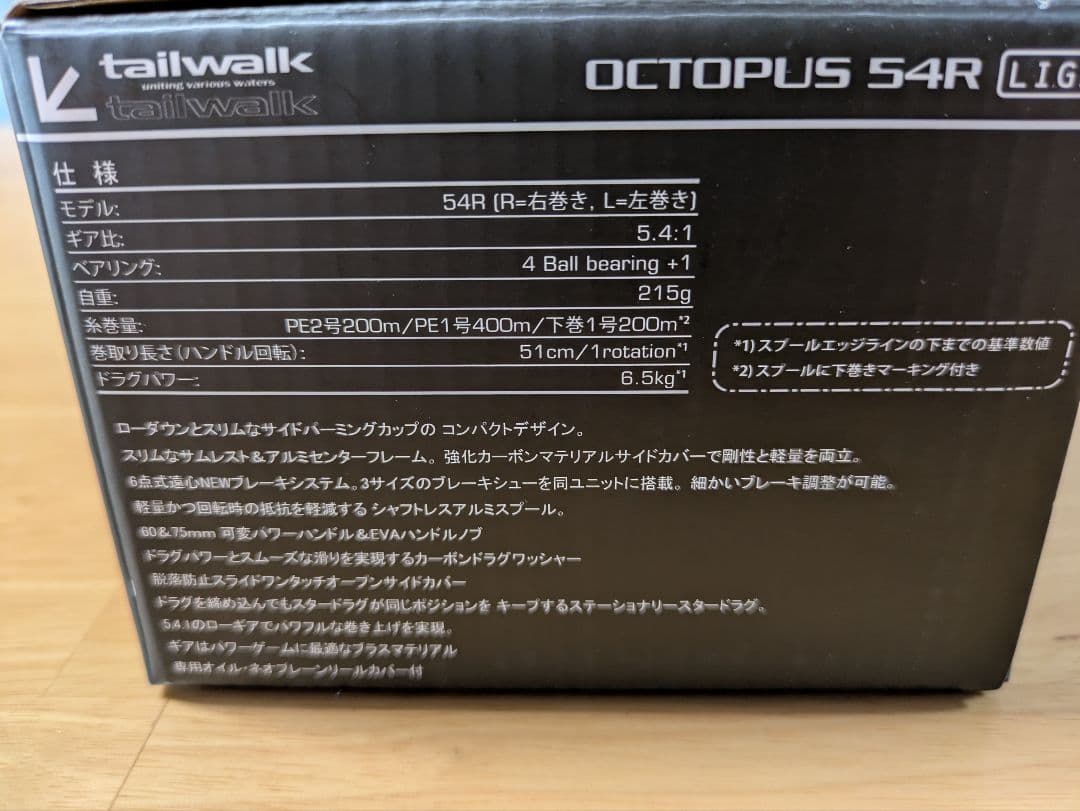 tailwalk
uniting various waters
tailwalk
OCTOPUS 54R LIG
仕 様
モデル: 54R (R=右巻き, L=左巻き)
ギア比: 5.4:1
ベアリング: 4 Ball bearing +1
自重: 215g
糸巻量: PE2号200m/PE1号400m/下巻1号200m*2
巻取り長さ(ハンドル回転): 51cm/1rotation*1
ドラグパワー: 6.5kg*1
*1)スプールエッジラインの下までの基準数値
*2)スプールに下巻きマーキング付き
ローダウンとスリムなサイドパーミングカップの コンパクトデザイン。
スリムなサムレスト&アルミセンターフレーム。強化カーボンマテリアルサイドカバーで剛性と軽量を両立。
6点式遠心NEWブレーキシステム。3サイズのブレーキシューを同ユニットに搭載。細かいブレーキ調整が可能。
軽量かつ回転時の抵抗を軽減する シャフトレスアルミスプール。
60&75mm 可変パワーハンドル&EVAハンドルノブ
ドラグパワーとスムーズな滑りを実現するカーボンドラグワッシャー
脱落防止スライドワンタッチオープンサイドカバー
ドラグを締め込んでもスタードラグが同じポジションを キープするステーショナリースタードラグ。
5.4:1のローギアでパワフルな巻き上げを実現。
ギアはパワーゲームに最適なブラスマテリアル
専用オイル・ネオプレーンリールカバー付